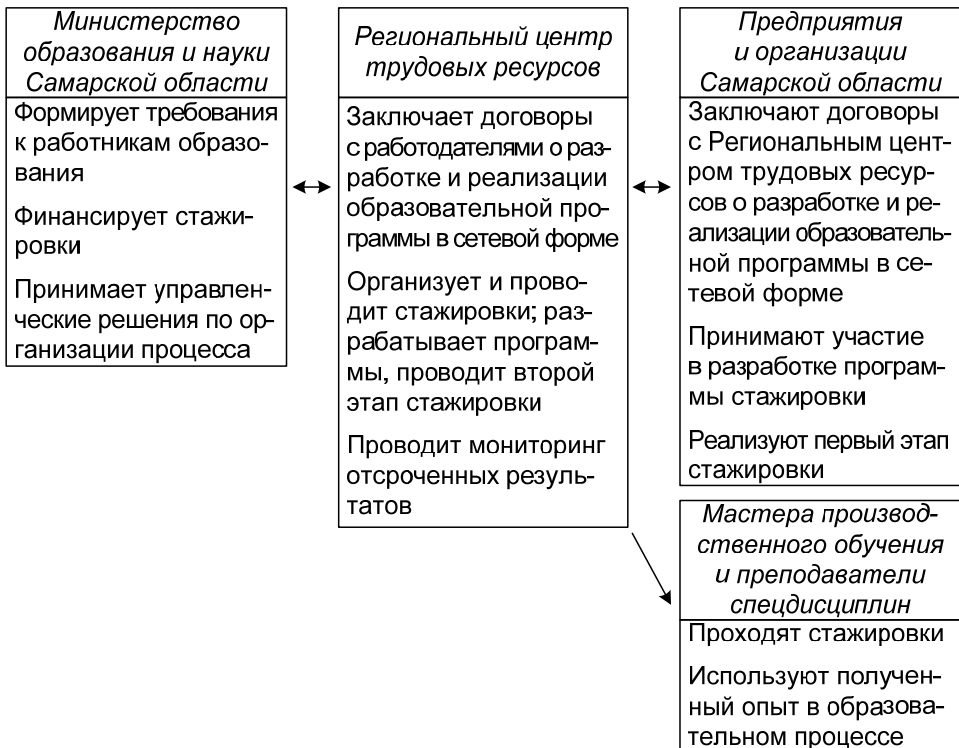 Министерство
образования и науки
Самарской области
Формирует требования
к работникам образо-
вания
Финансирует стажи-
ровки
Принимает управлен-
ческие решения по ор-
ганизации процесса
Региональный центр
трудовых ресурсов
Заключает договоры
с работодателями о раз-
работке и реализации
образовательной про-
граммы в сетевой форме
Организует и прово-
дит стажировки; раз-
рабатывает програм-
мы, проводит второй
этап стажировки
Проводит мониторинг
отсроченных резуль-
татов
Предприятия
и организации
Самарской области
Заключают договоры
с Региональным цент-
ром трудовых ресур-
сов о разработке и ре-
ализации образователь-
ной программы в се-
тевой форме
Принимают участие
в разработке програм-
мы стажировки
Реализуют первый этап
стажировки
Мастера производ-
ственного обучения
и преподаватели
спецдисциплин
Проходят стажировки
Используют получен-
ный опыт в образова-
тельном процессе